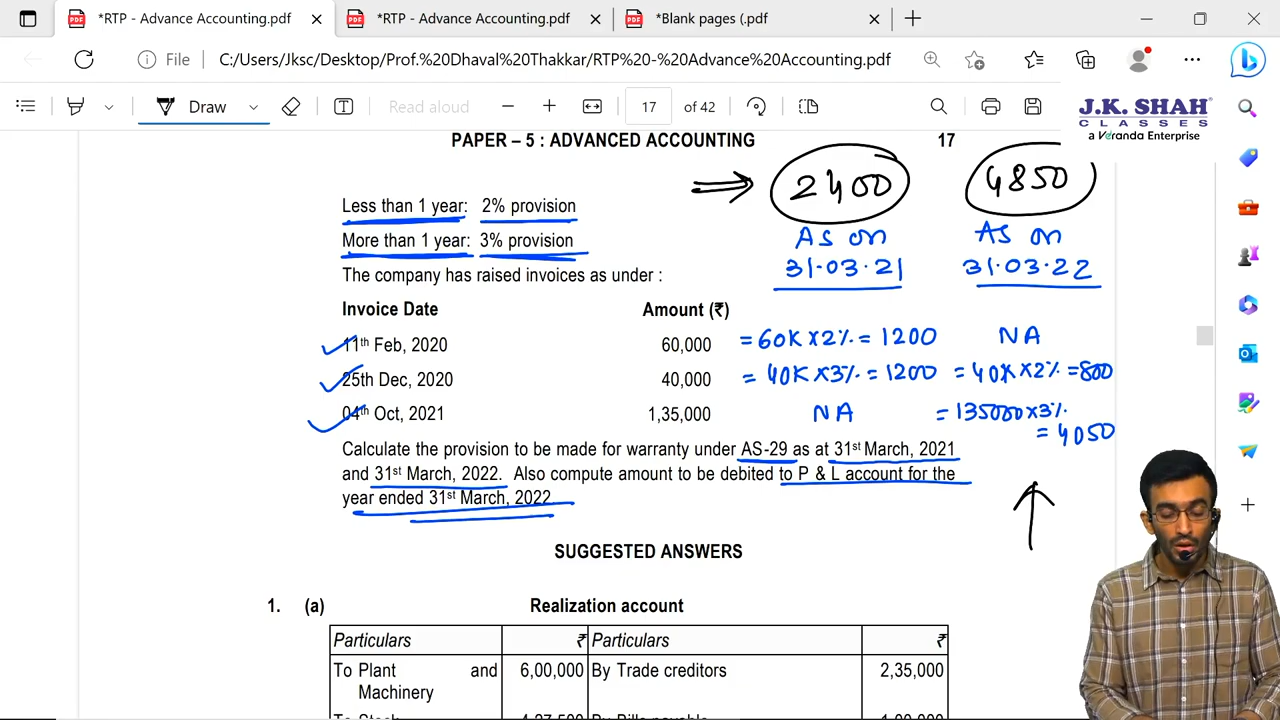 *RTP - Advance Accounting.pdf
*RTP - Advance Accounting.pdf
*Blank pages (.pdf
File
C:/Users/Jksc/Desktop/Prof.%20Dhaval%20Thakkar/RTP%20-%20Advance%20Accounting.pdf
Draw
Read aloud
17 of 42
J.K. SHAH®
CLASSES
a Veranda Enterprise
PAPER – 5 : ADVANCED ACCOUNTING 17
2400 4850
Less than 1 year: 2% provision
More than 1 year: 3% provision
As on As on
31.03.21 31.03.22
The company has raised invoices as under :
Invoice Date Amount (₹)
11th Feb, 2020 60,000 = 60K x 2% = 1200 NA
25th Dec, 2020 40,000 = 40K x 3% = 1200 = 40K x 2% = 800
04th Oct, 2021 1,35,000 NA = 135000 x 3%
= 4050
Calculate the provision to be made for warranty under AS-29 as at 31st March, 2021
and 31st March, 2022. Also compute amount to be debited to P & L account for the
year ended 31st March, 2022
SUGGESTED ANSWERS
1. (a) Realization account
Particulars ₹ Particulars ₹
To Plant and 6,00,000 By Trade creditors 2,35,000
Machinery